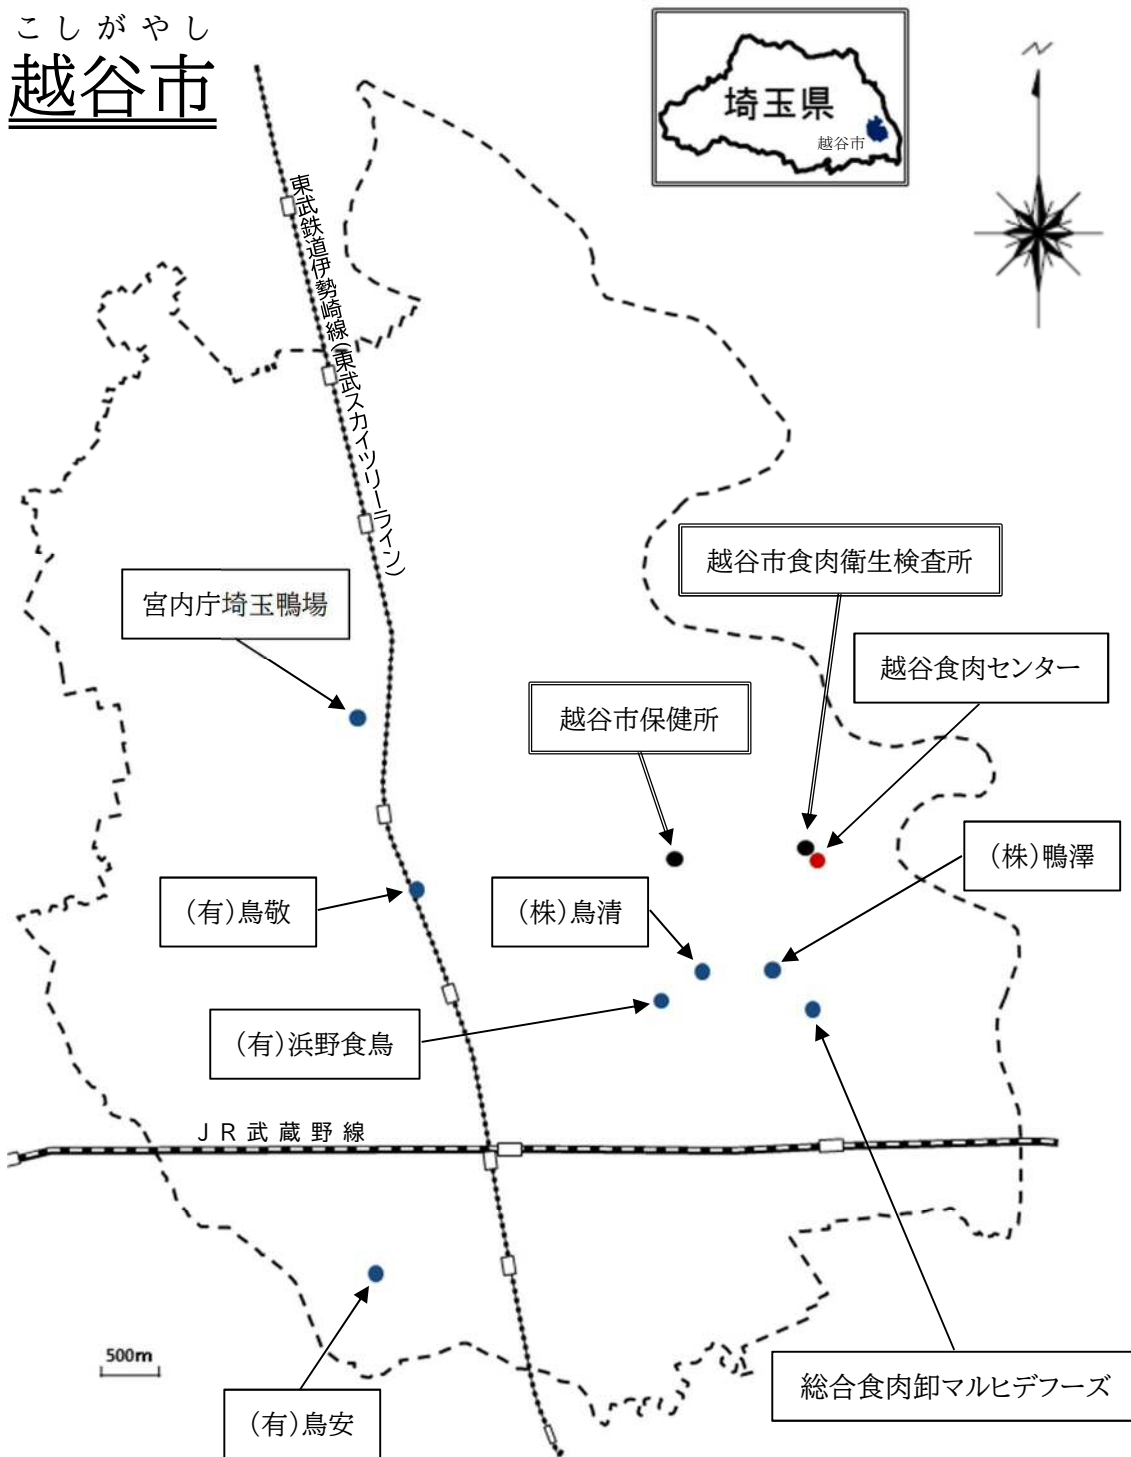 こしがやし
越谷市
埼玉県
越谷市
東武鉄道伊勢崎線(東武スカイツリーライン)
越谷市食肉衛生検査所
宮内庁埼玉鴨場
越谷食肉センター
越谷市保健所
(株)鴨澤
(有)鳥敬
(株)鳥清
(有)浜野食鳥
JR武蔵野線
500m
総合食肉卸マルヒデフーズ
(有)鳥安